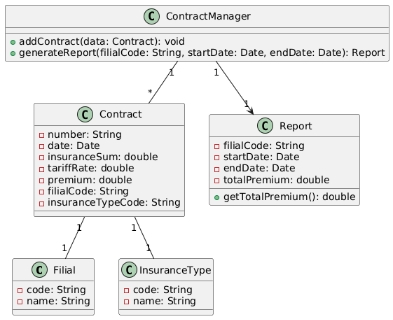 C ContractManager
addContract(data: Contract): void
generateReport(filialCode: String, startDate: Date, endDate: Date): Report
1 1
* 1
C Contract
number: String
date: Date
insuranceSum: double
tariffRate: double
premium: double
filialCode: String
insuranceTypeCode: String
C Report
filialCode: String
startDate: Date
endDate: Date
totalPremium: double
getTotalPremium(): double
1 1
1 1
C Filial
code: String
name: String
C InsuranceType
code: String
name: String